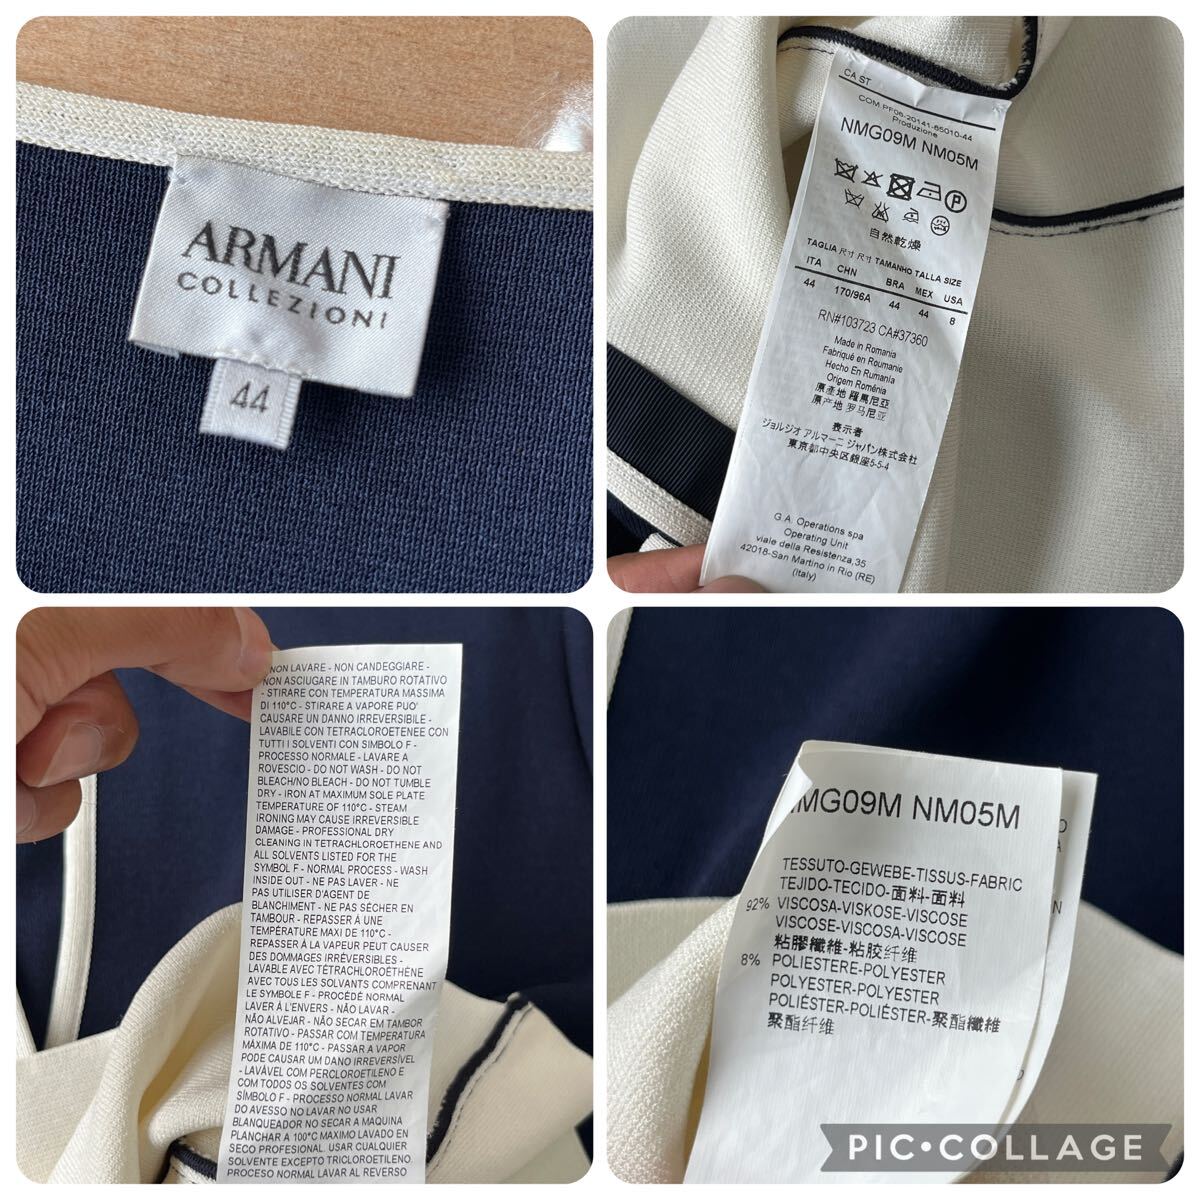 ARMANI
COLLEZIONI
44
CA ST
COM.PF06-20141-65010-44
Produzione
NMG09M NM05M
自然乾燥
TAGLIA 尺寸 尺寸 TAMANHO TALLA SIZE
ITA CHN BRA MEX USA
44 170/96A 44 44 8
RN#103723 CA#37360
Made in Romania
Fabriqué en Roumanie
Hecho En Rumanía
Origem Roménia
原產地 羅馬尼亞
原产地 罗马尼亚
表示者
ジョルジオ アルマーニ ジャパン株式会社
東京都中央区銀座5-5-4
G.A. Operations spa
Operating Unit
viale della Resistenza,35
42018-San Martino in Rio (RE)
(Italy)
NON LAVARE - NON CANDEGGIARE -
NON ASCIUGARE IN TAMBURO ROTATIVO
- STIRARE CON TEMPERATURA MASSIMA
DI 110°C - STIRARE A VAPORE PUO'
CAUSARE UN DANNO IRREVERSIBILE -
LAVABILE CON TETRACLOROETENEE CON
TUTTI I SOLVENTI CON SIMBOLO F -
PROCESSO NORMALE - LAVARE A
ROVESCIO - DO NOT WASH - DO NOT
BLEACH/NO BLEACH - DO NOT TUMBLE
DRY - IRON AT MAXIMUM SOLE PLATE
TEMPERATURE OF 110°C - STEAM
IRONING MAY CAUSE IRREVERSIBLE
DAMAGE - PROFESSIONAL DRY
CLEANING IN TETRACHLOROETHENE AND
ALL SOLVENTS LISTED FOR THE
SYMBOL F - NORMAL PROCESS - WASH
INSIDE OUT - NE PAS LAVER - NE
PAS UTILISER D'AGENT DE
BLANCHIMENT - NE PAS SÉCHER EN
TAMBOUR - REPASSER À UNE
TEMPÉRATURE MAXI DE 110°C -
REPASSER À LA VAPEUR PEUT CAUSER
DES DOMMAGES IRRÉVERSIBLES -
LAVABLE AVEC TÉTRACHLOROÉTHÈNE
AVEC TOUS LES SOLVANTS COMPRENANT
LE SYMBOLE F - PROCÉDÉ NORMAL
LAVER À L'ENVERS - NÃO LAVAR -
NÃO ALVEJAR - NÃO SECAR EM TAMBOR
ROTATIVO - PASSAR COM TEMPERATURA
MÁXIMA DE 110°C - PASSAR A VAPOR
PODE CAUSAR UM DANO IRREVERSÍVEL
- LAVÁVEL COM PERCLOROETILENO E
COM TODOS OS SOLVENTES COM
SÍMBOLO F - PROCESSO NORMAL LAVAR
DO AVESSO NO LAVAR NO USAR
BLANQUEADOR NO SECAR A MAQUINA
PLANCHAR A 100°C MAXIMO LAVADO EN
SECO PROFESIONAL. USAR CUALQUIER
SOLVENTE EXCEPTO TRICLOROETILENO.
PROCESO NORMAL LAVAR AL REVERSO
MG09M NM05M
TESSUTO-GEWEBE-TISSUS-FABRIC
TEJIDO-TECIDO-面料-面料
92% VISCOSA-VISKOSE-VISCOSE
VISCOSE-VISCOSA-VISCOSE
粘膠纖維-粘胶纤维
8% POLIESTERE-POLYESTER
POLYESTER-POLYESTER
POLIÉSTER-POLIÉSTER-聚酯纖維
聚酯纤维
PIC•COLLAGE